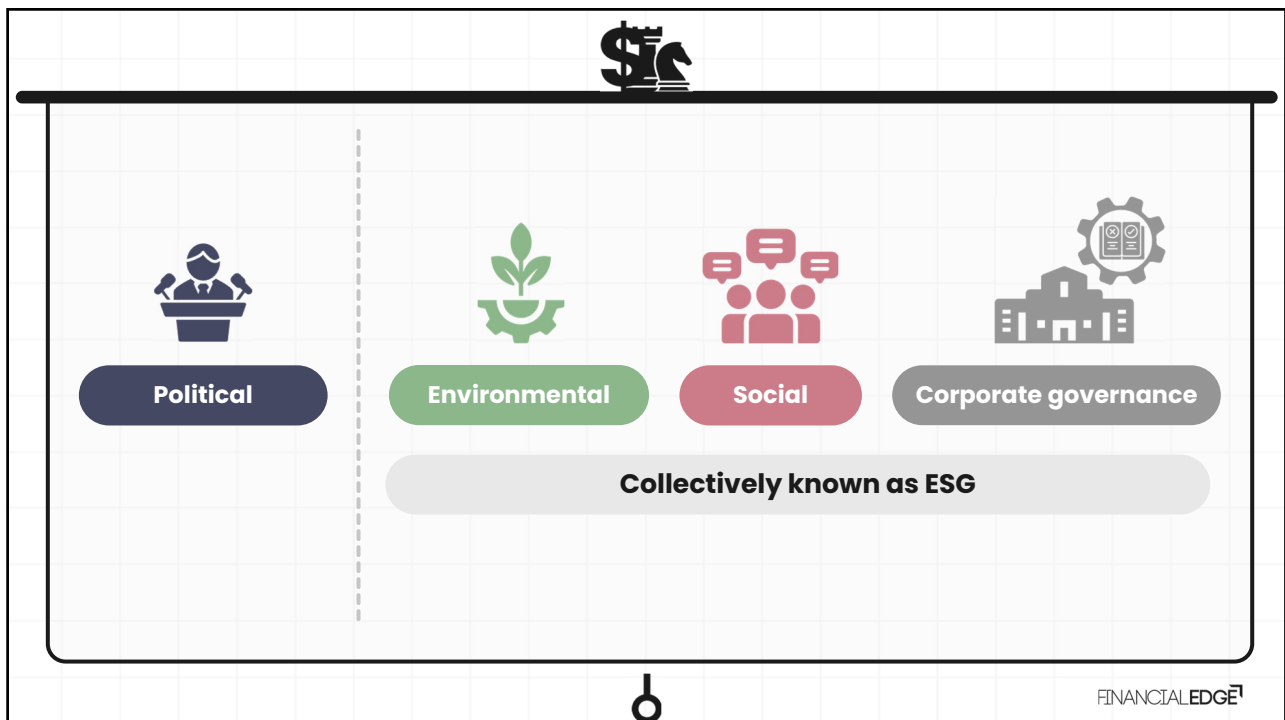 Political
Environmental
Social
Corporate governance
Collectively known as ESG
FINANCIALEDGE